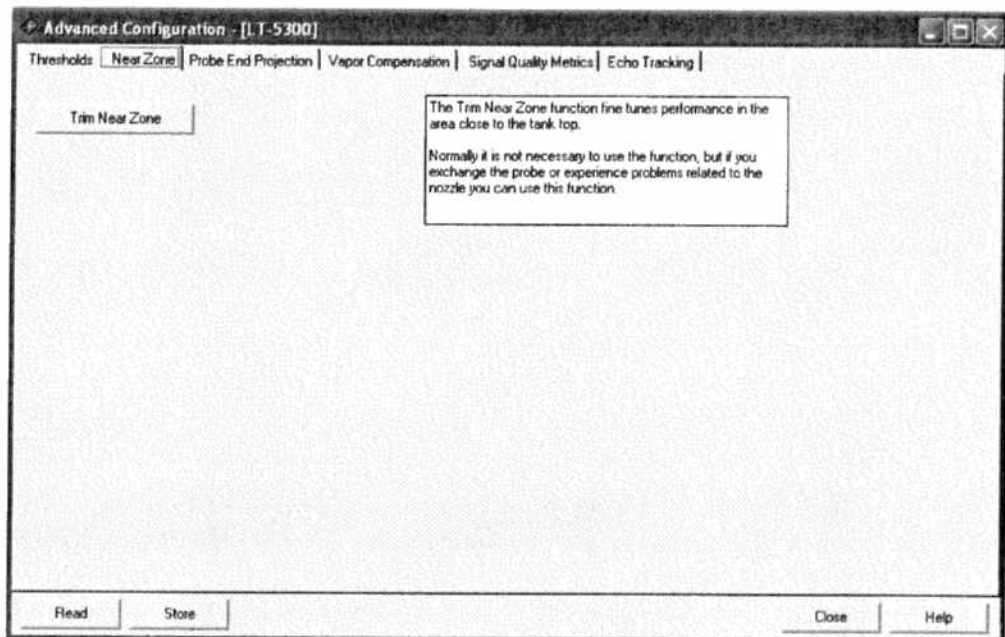 Advanced Configuration - [LT-5300]
Thresholds Near Zone Probe End Projection Vapor Compensation Signal Quality Metrics Echo Tracking
Trim Near Zone
The Trim Near Zone function fine tunes performance in the
area close to the tank top.
Normally it is not necessary to use the function, but if you
exchange the probe or experience problems related to the
nozzle you can use this function.
Read Store Close Help